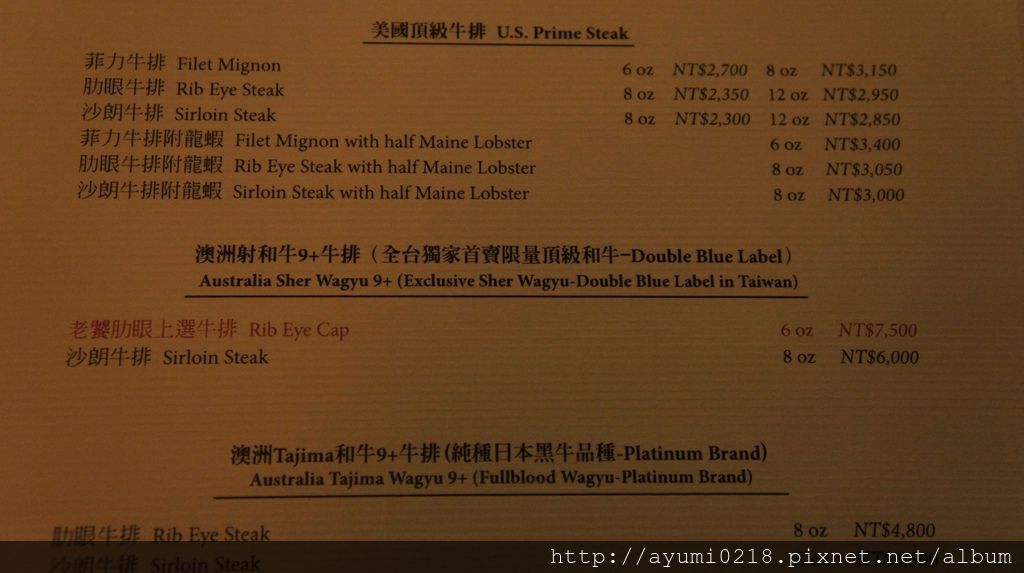 美國頂級牛排 U.S. Prime Steak
菲力牛排 Filet Mignon 6 oz NT$2,700 8 oz NT$3,150
肋眼牛排 Rib Eye Steak 8 oz NT$2,350 12 oz NT$2,950
沙朗牛排 Sirloin Steak 8 oz NT$2,300 12 oz NT$2,850
菲力牛排附龍蝦 Filet Mignon with half Maine Lobster 6 oz NT$3,400
肋眼牛排附龍蝦 Rib Eye Steak with half Maine Lobster 8 oz NT$3,050
沙朗牛排附龍蝦 Sirloin Steak with half Maine Lobster 8 oz NT$3,000
澳洲射和牛9+牛排（全台獨家首賣限量頂級和牛-Double Blue Label）
Australia Sher Wagyu 9+ (Exclusive Sher Wagyu-Double Blue Label in Taiwan)
老饕肋眼上選牛排 Rib Eye Cap 6 oz NT$7,500
沙朗牛排 Sirloin Steak 8 oz NT$6,000
澳洲Tajima和牛9+牛排(純種日本黑牛品種-Platinum Brand)
Australia Tajima Wagyu 9+ (Fullblood Wagyu-Platinum Brand)
肋眼牛排 Rib Eye Steak 8 oz NT$4,800
沙朗牛排 Sirloin Steak
http://ayumi0218.pixnet.net/album